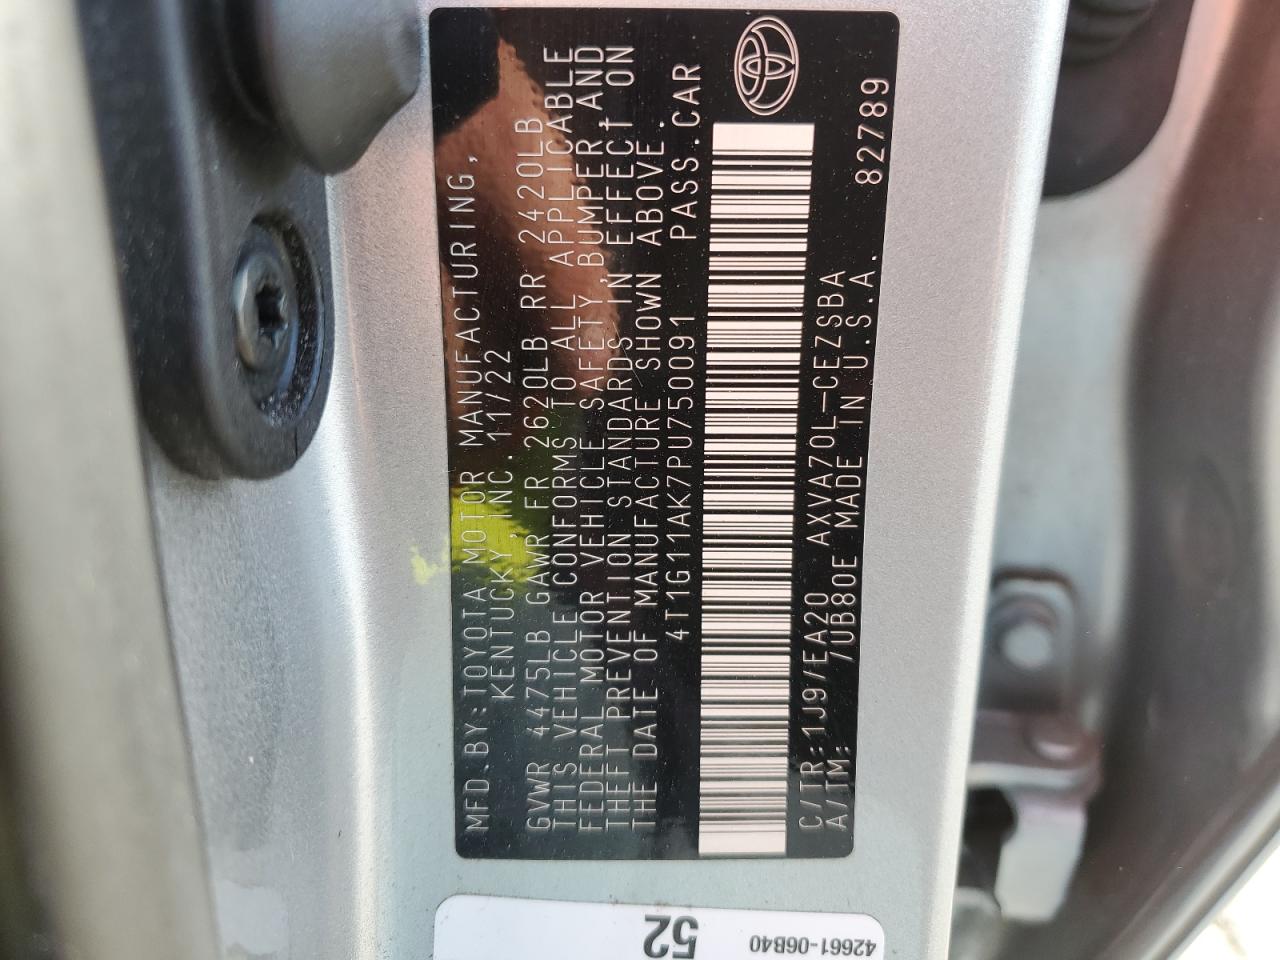 MFD.BY:TOYOTA MOTOR MANUFACTURING,
KENTUCKY,INC. 11/22
GVWR 4475LB GAWR FR 2620LB RR 2420LB
THIS VEHICLE CONFORMS TO ALL APPLICABLE
FEDERAL MOTOR VEHICLE SAFETY,BUMPER AND
THEFT PREVENTION STANDARDS IN EFFECT ON
THE DATE OF MANUFACTURE SHOWN ABOVE.
4T1G11AK7PU750091 PASS.CAR
C/TR:1J9/EA20 AXVA70L-CEZSBA
A/TM: /UB80E MADE IN U.S.A. 82789
52
42661-06B40